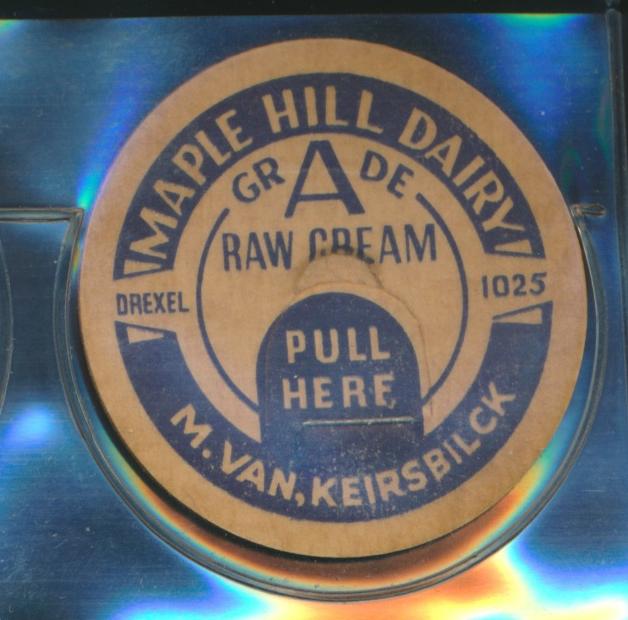 MAPLE HILL DAIRY
GRADE
RAW CREAM
DREXEL 1025
PULL
HERE
M. VAN, KEIRSBILCK